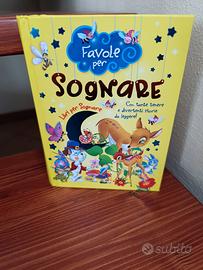 Favole
per
SOGNARE
Libri per Sognare
Con tante tenere
e divertenti storie
da leggere!
subito